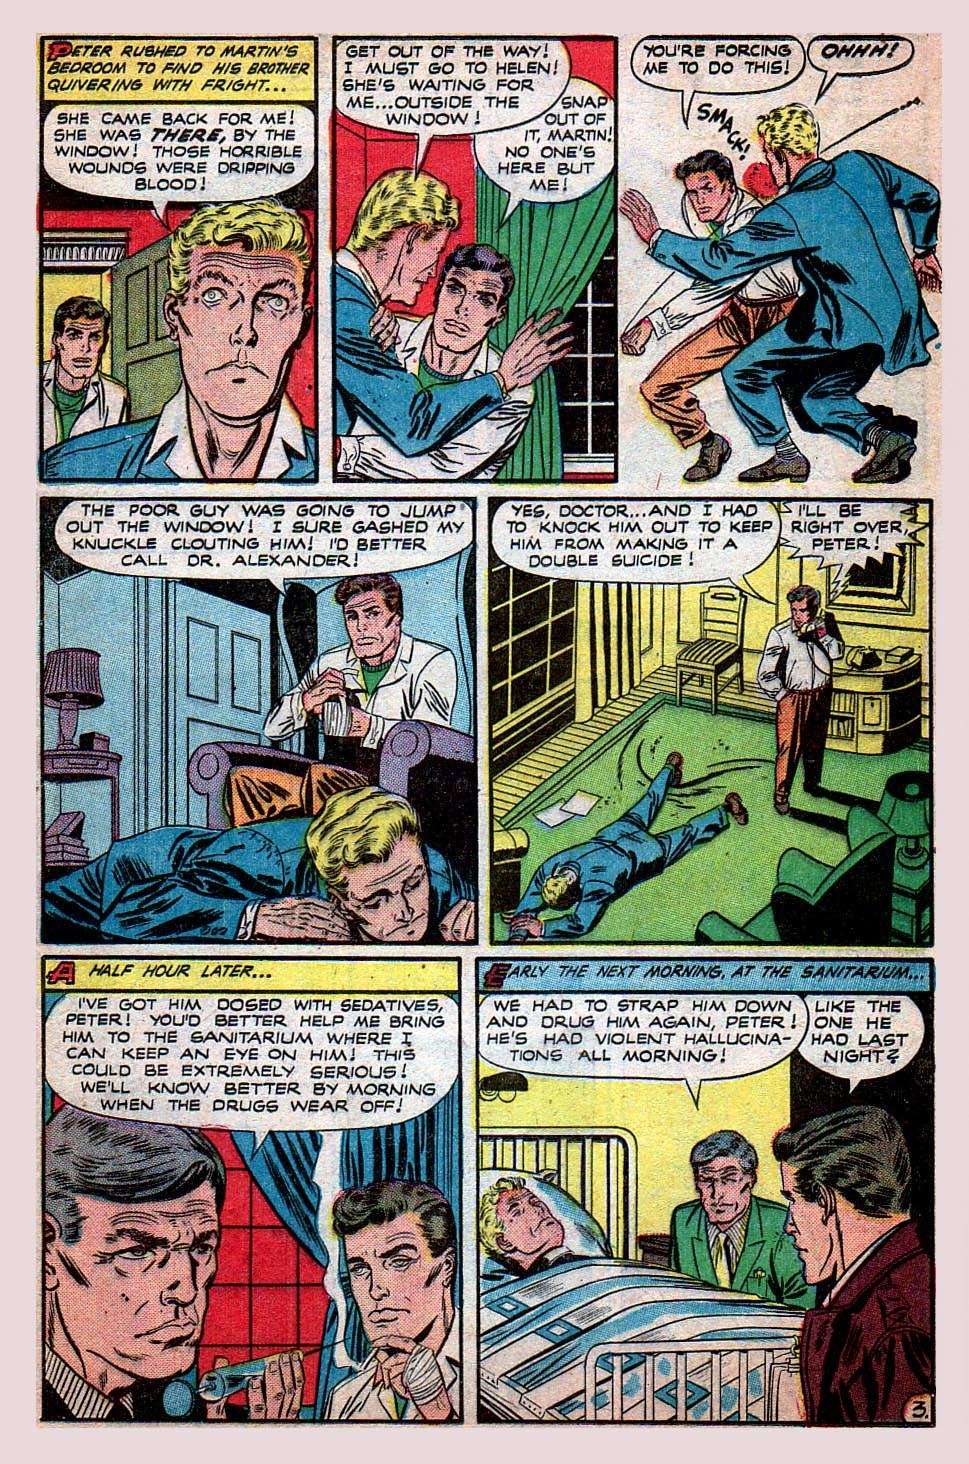 PETER RUSHED TO MARTIN'S
BEDROOM TO FIND HIS BROTHER
QUIVERING WITH FRIGHT...
SHE CAME BACK FOR ME!
SHE WAS THERE, BY THE
WINDOW! THOSE HORRIBLE
WOUNDS WERE DRIPPING
BLOOD!
GET OUT OF THE WAY!
I MUST GO TO HELEN!
SHE'S WAITING FOR
ME...OUTSIDE THE
WINDOW!
SNAP
OUT OF
IT, MARTIN!
NO ONE'S
HERE BUT
ME!
YOU'RE FORCING
ME TO DO THIS!
OHHH!
SMACK!
THE POOR GUY WAS GOING TO JUMP
OUT THE WINDOW! I SURE GASHED MY
KNUCKLE CLOUTING HIM! I'D BETTER
CALL DR. ALEXANDER!
YES, DOCTOR...AND I HAD
TO KNOCK HIM OUT TO KEEP
HIM FROM MAKING IT A
DOUBLE SUICIDE!
I'LL BE
RIGHT OVER,
PETER!
A HALF HOUR LATER...
I'VE GOT HIM DOSED WITH SEDATIVES,
PETER! YOU'D BETTER HELP ME BRING
HIM TO THE SANITARIUM WHERE I
CAN KEEP AN EYE ON HIM! THIS
COULD BE EXTREMELY SERIOUS!
WE'LL KNOW BETTER BY MORNING
WHEN THE DRUGS WEAR OFF!
EARLY THE NEXT MORNING, AT THE SANITARIUM...
WE HAD TO STRAP HIM DOWN
AND DRUG HIM AGAIN, PETER!
HE'S HAD VIOLENT HALLUCINA-
TIONS ALL MORNING!
LIKE THE
ONE HE
HAD LAST
NIGHT?
3.